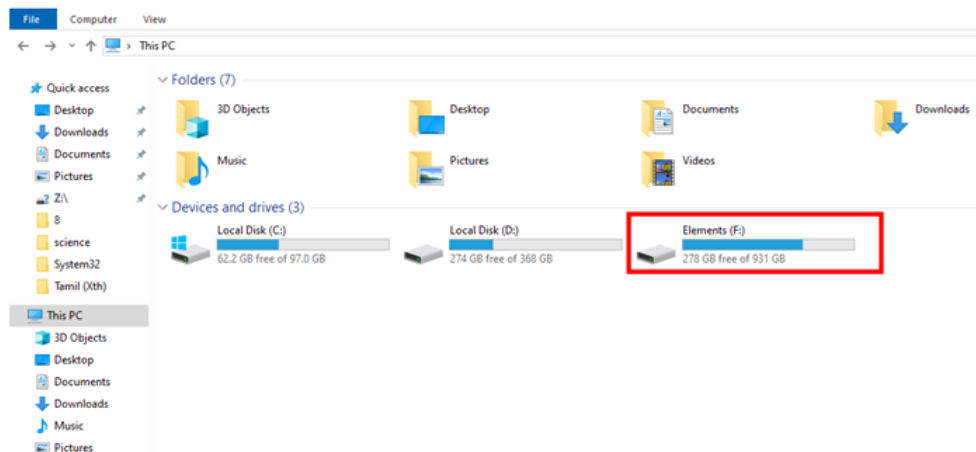 File Computer View
This PC
Quick access
Desktop
Downloads
Documents
Pictures
Z:\
8
science
System32
Tamil (Xth)
This PC
3D Objects
Desktop
Documents
Downloads
Music
Pictures
Folders (7)
3D Objects Desktop Documents Downloads
Music Pictures Videos
Devices and drives (3)
Local Disk (C:) Local Disk (D:) Elements (F:)
62.2 GB free of 97.0 GB 274 GB free of 368 GB 278 GB free of 931 GB